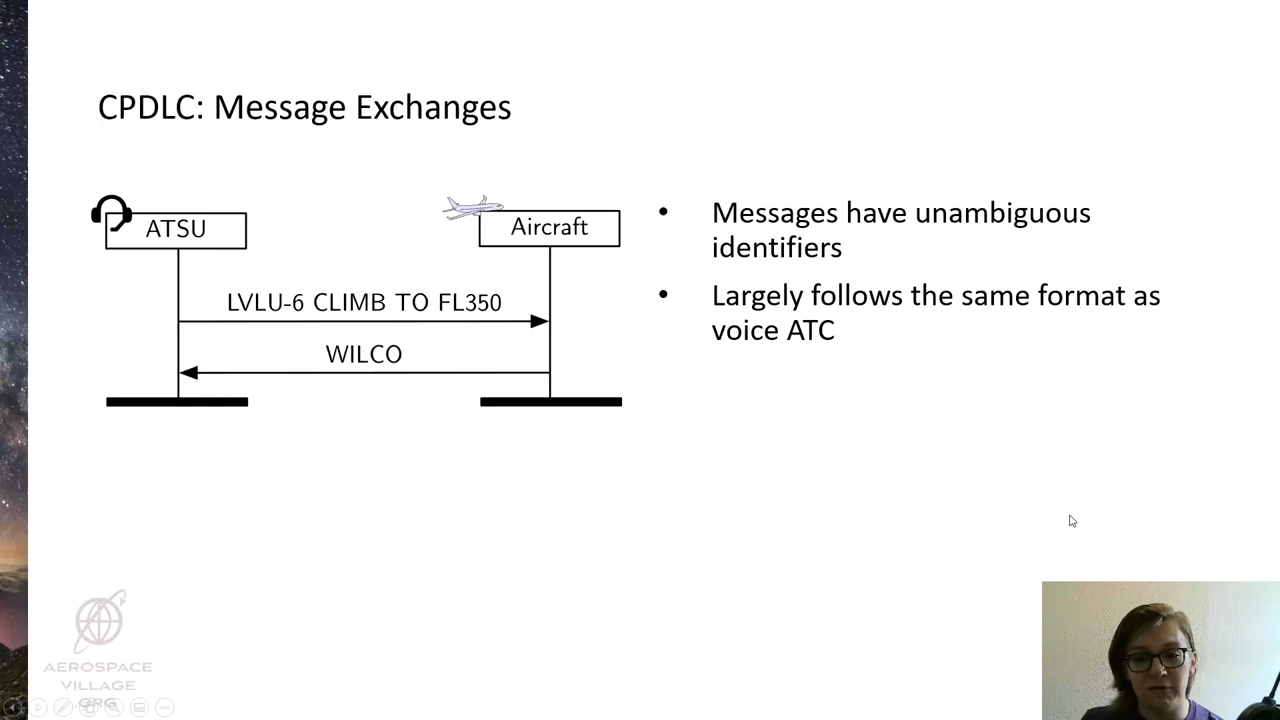 CPDLC: Message Exchanges
ATSU
Aircraft
LVLU-6 CLIMB TO FL350
WILCO
• Messages have unambiguous
identifiers
• Largely follows the same format as
voice ATC
AEROSPACE
VILLAGE
ORG